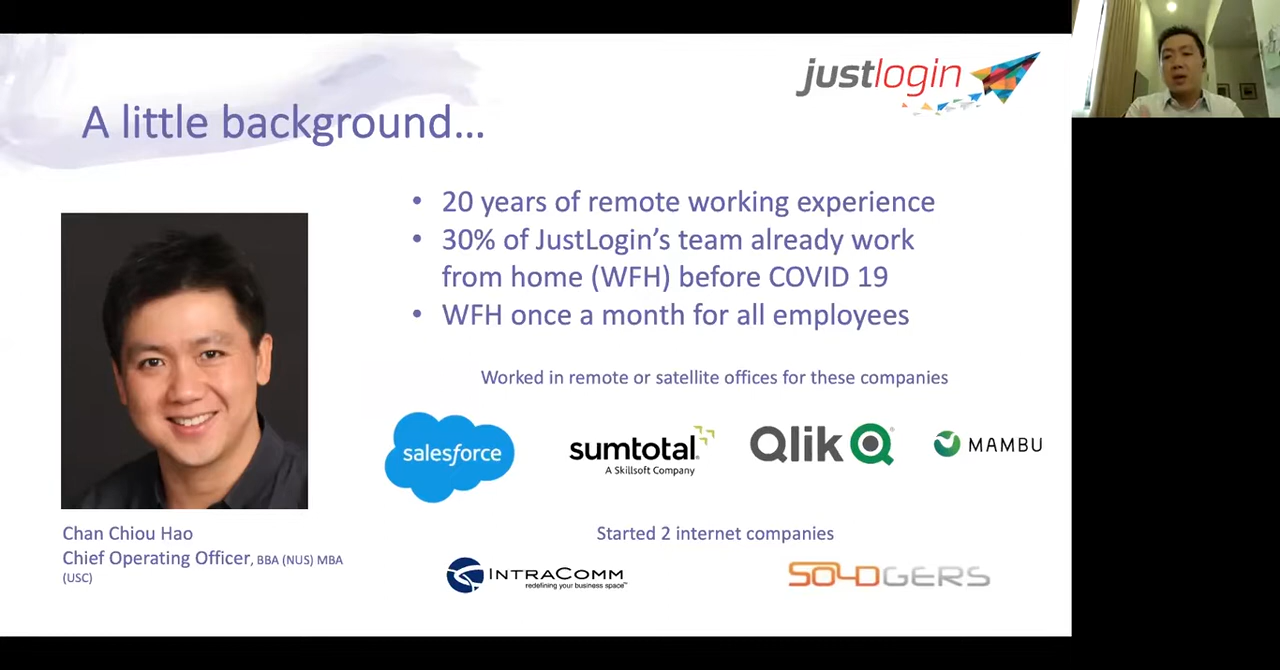 justlogin
A little background...
• 20 years of remote working experience
• 30% of JustLogin's team already work
from home (WFH) before COVID 19
• WFH once a month for all employees
Worked in remote or satellite offices for these companies
salesforce
sumtotal®
A Skillsoft Company
Qlik®
MAMBU
Chan Chiou Hao
Chief Operating Officer, BBA (NUS) MBA
(USC)
Started 2 internet companies
INTRACOMM
redefining your business space™
SO4DGERS